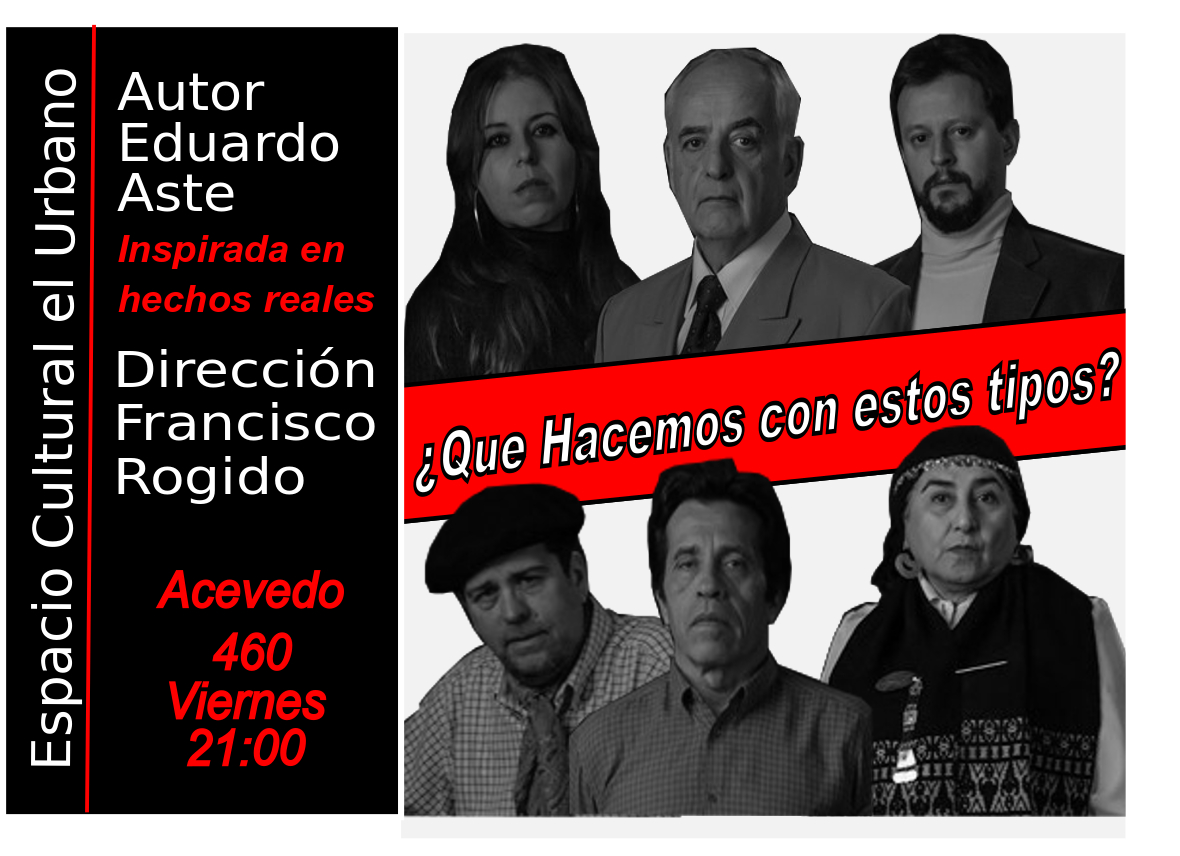 Espacio Cultural el Urbano
Autor
Eduardo
Aste
Inspirada en
hechos reales
Dirección
Francisco
Rogido
Acevedo
460
Viernes
21:00
¿Que Hacemos con estos tipos?